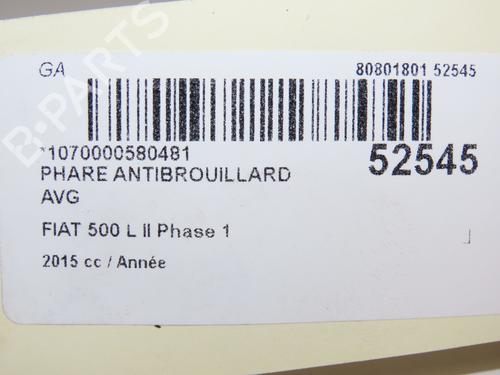 GA
80801801 52545
*1070000580481
52545
PHARE ANTIBROUILLARD
AVG
FIAT 500 L II Phase 1
2015 cc / Année
B-PARTS